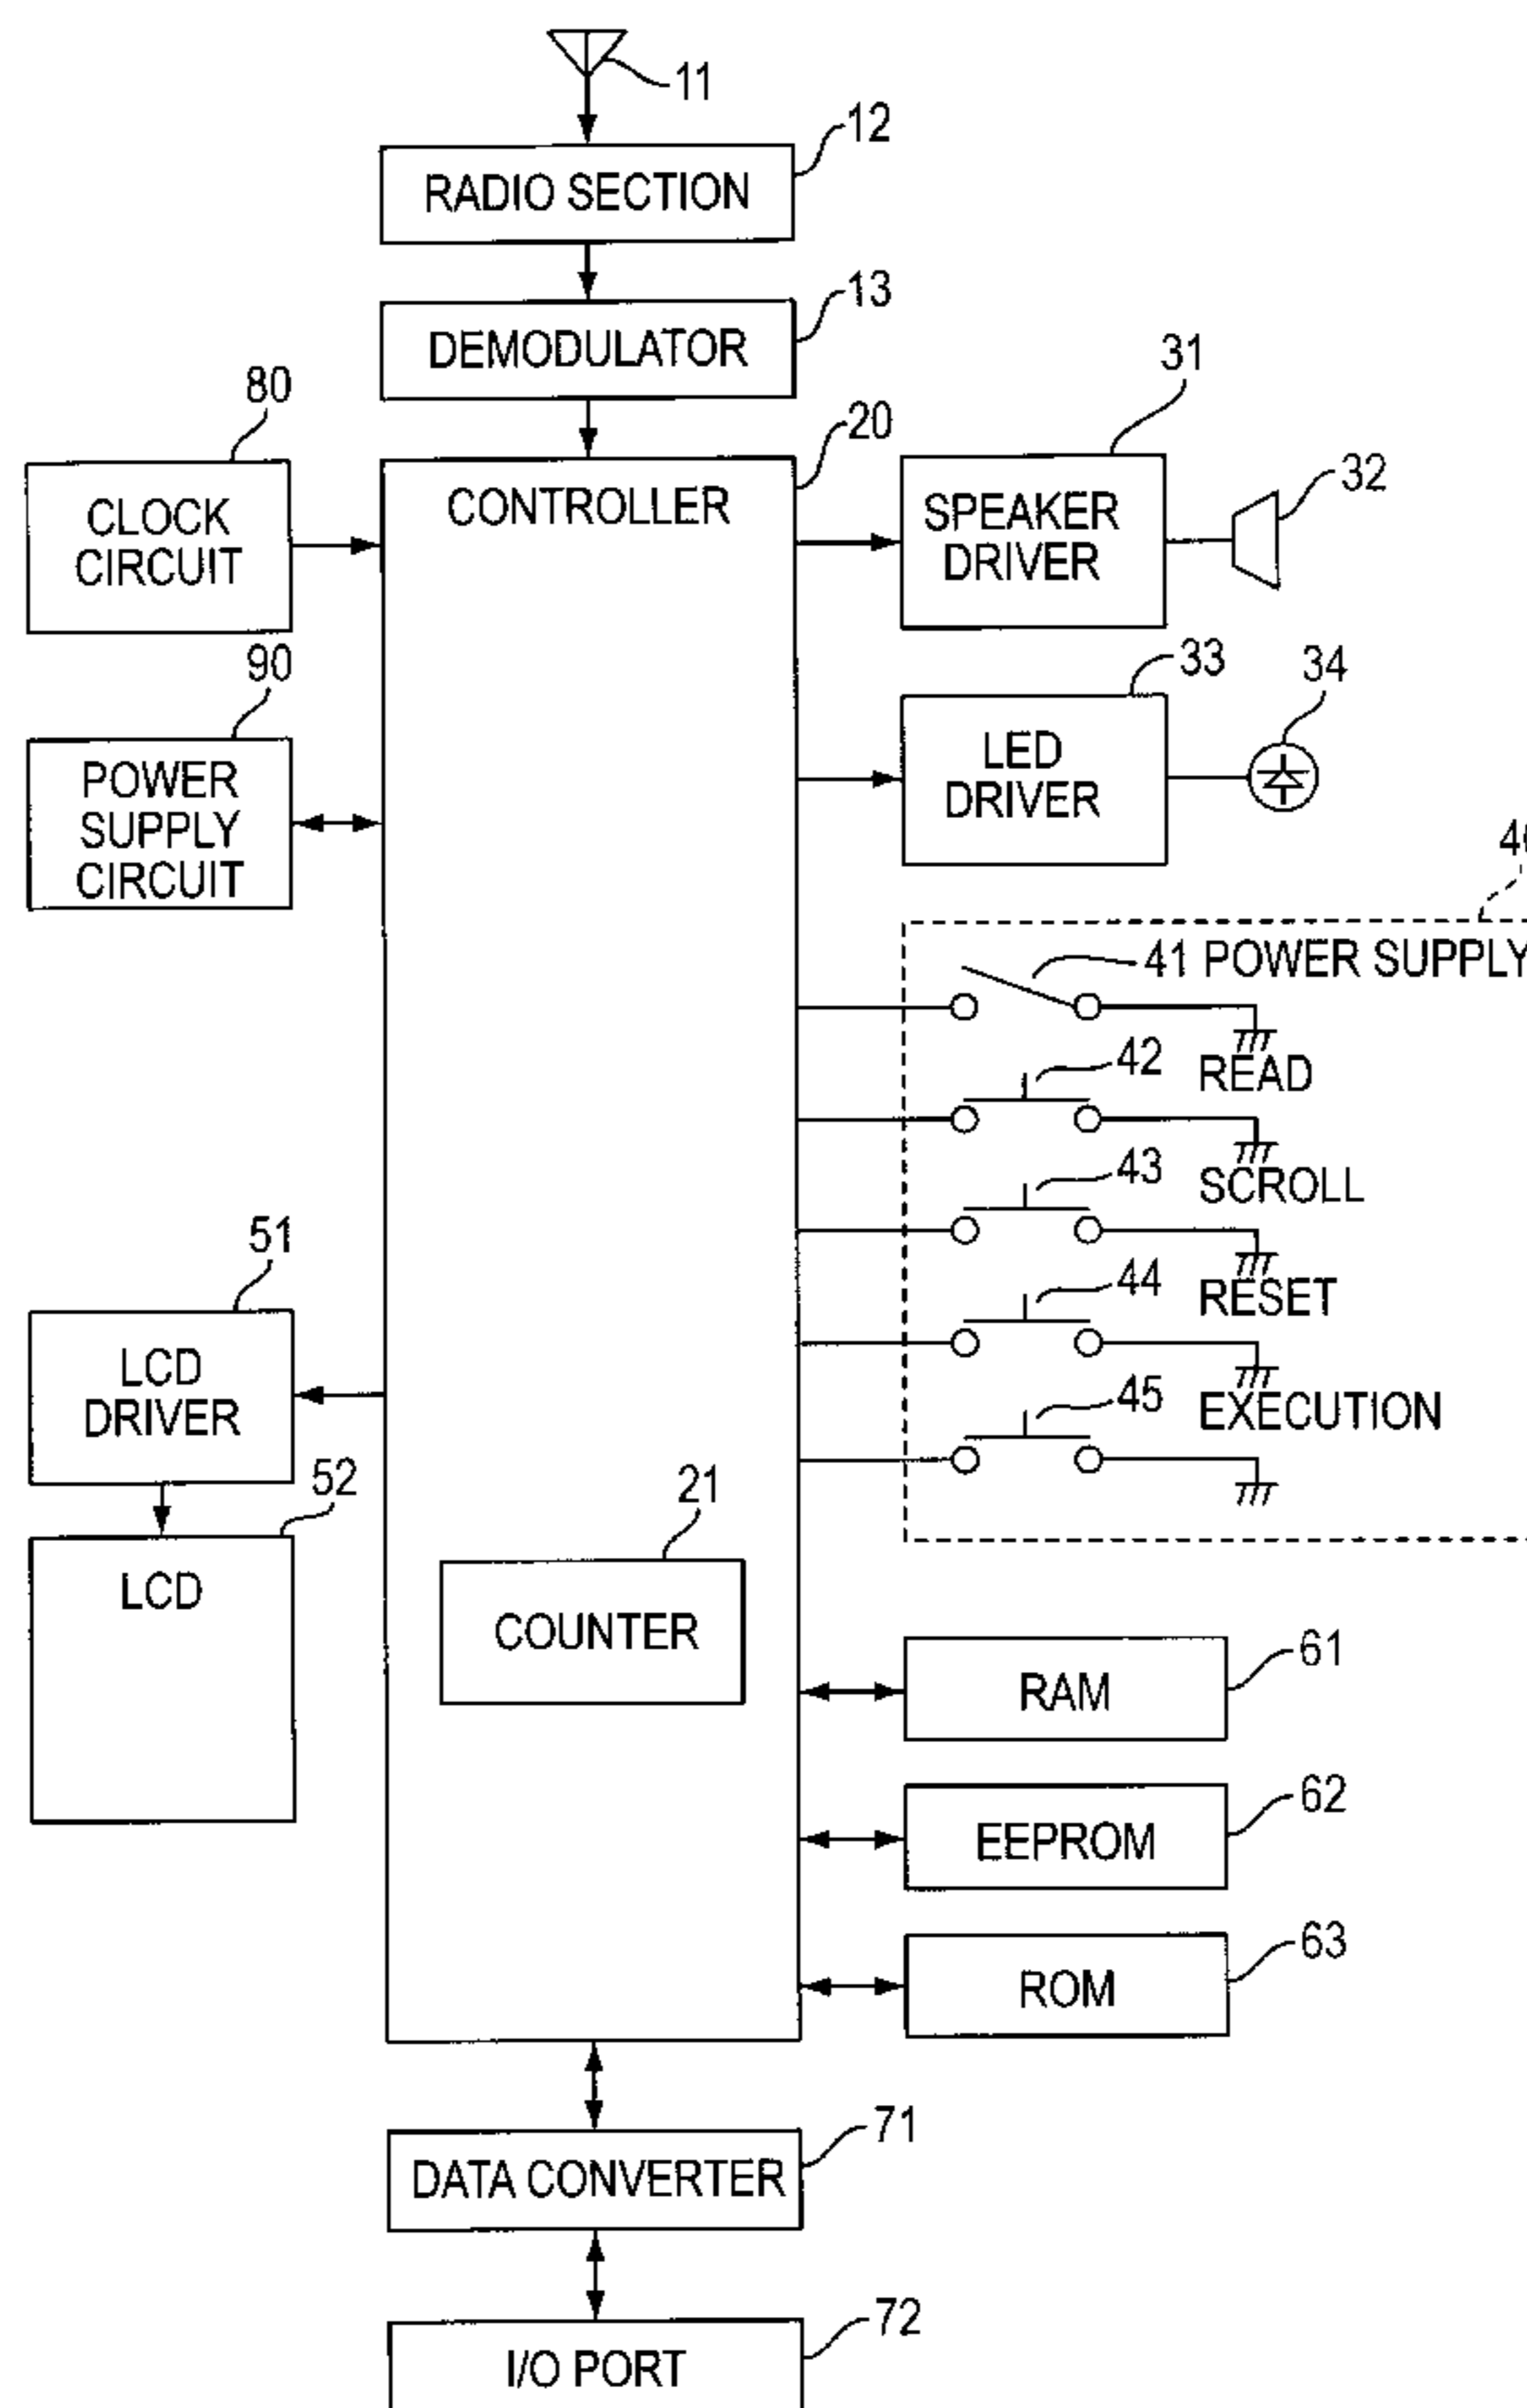 11
12
RADIO SECTION
13
DEMODULATOR
80
20
31
CLOCK
CIRCUIT
CONTROLLER
SPEAKER
DRIVER
32
90
33
34
POWER
SUPPLY
CIRCUIT
LED
DRIVER
41 POWER SUPPLY
42
READ
43
SCROLL
51
44
RESET
LCD
DRIVER
45
EXECUTION
52
21
LCD
COUNTER
61
RAM
62
EEPROM
63
ROM
71
DATA CONVERTER
72
I/O PORT